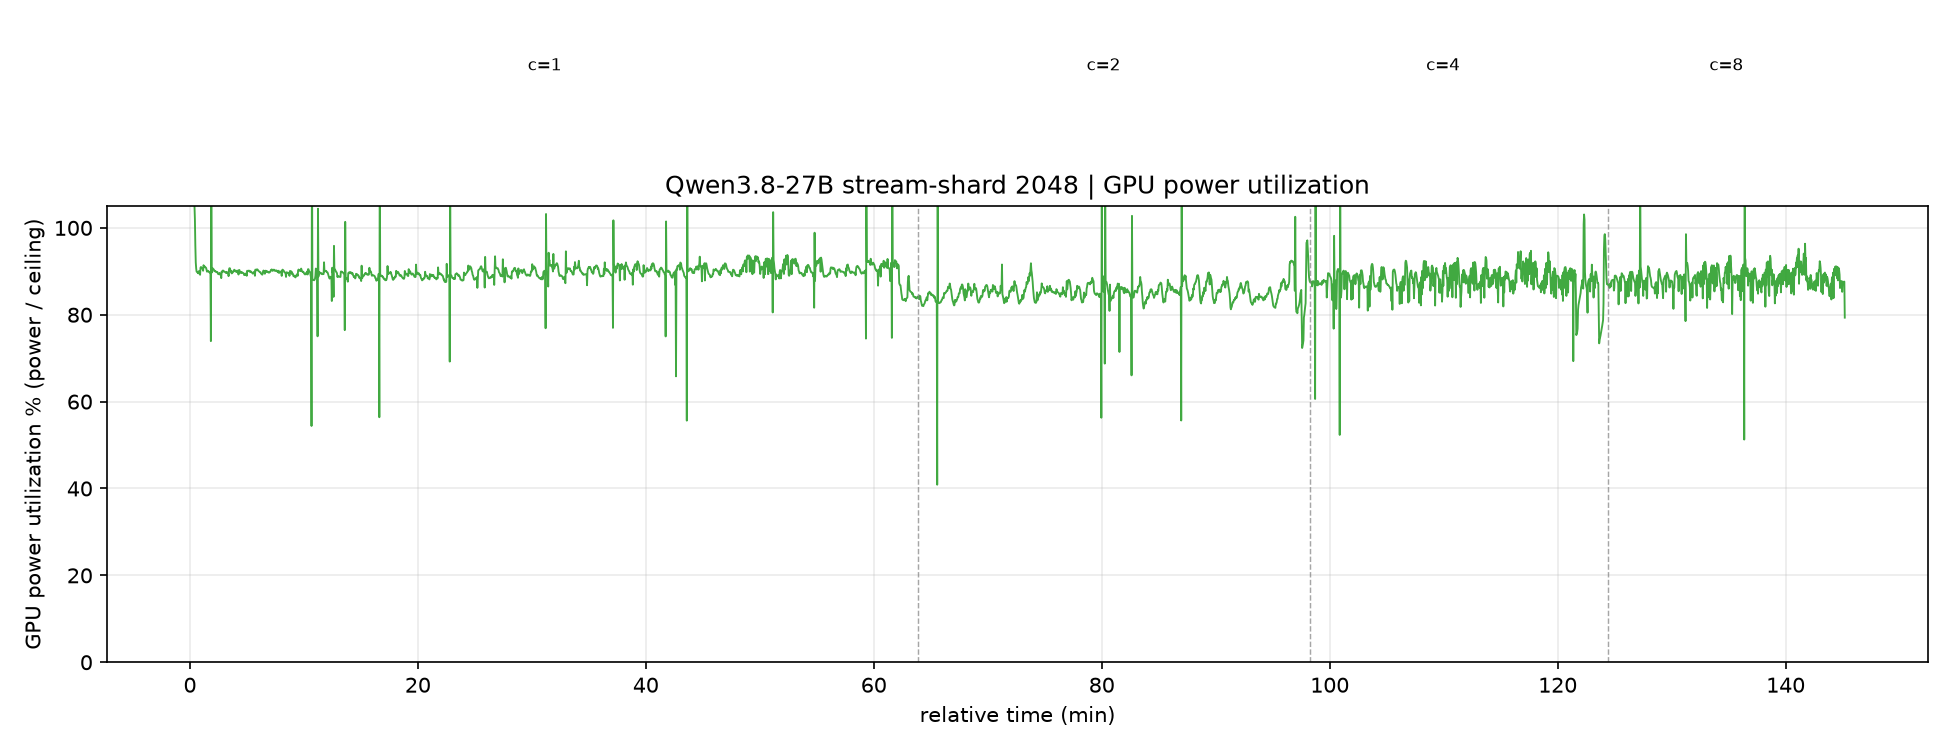 c=1 c=2 c=4 c=8
Qwen3.8-27B stream-shard 2048 | GPU power utilization
GPU power utilization % (power / ceiling)
100
80
60
40
20
0
0 20 40 60 80 100 120 140
relative time (min)